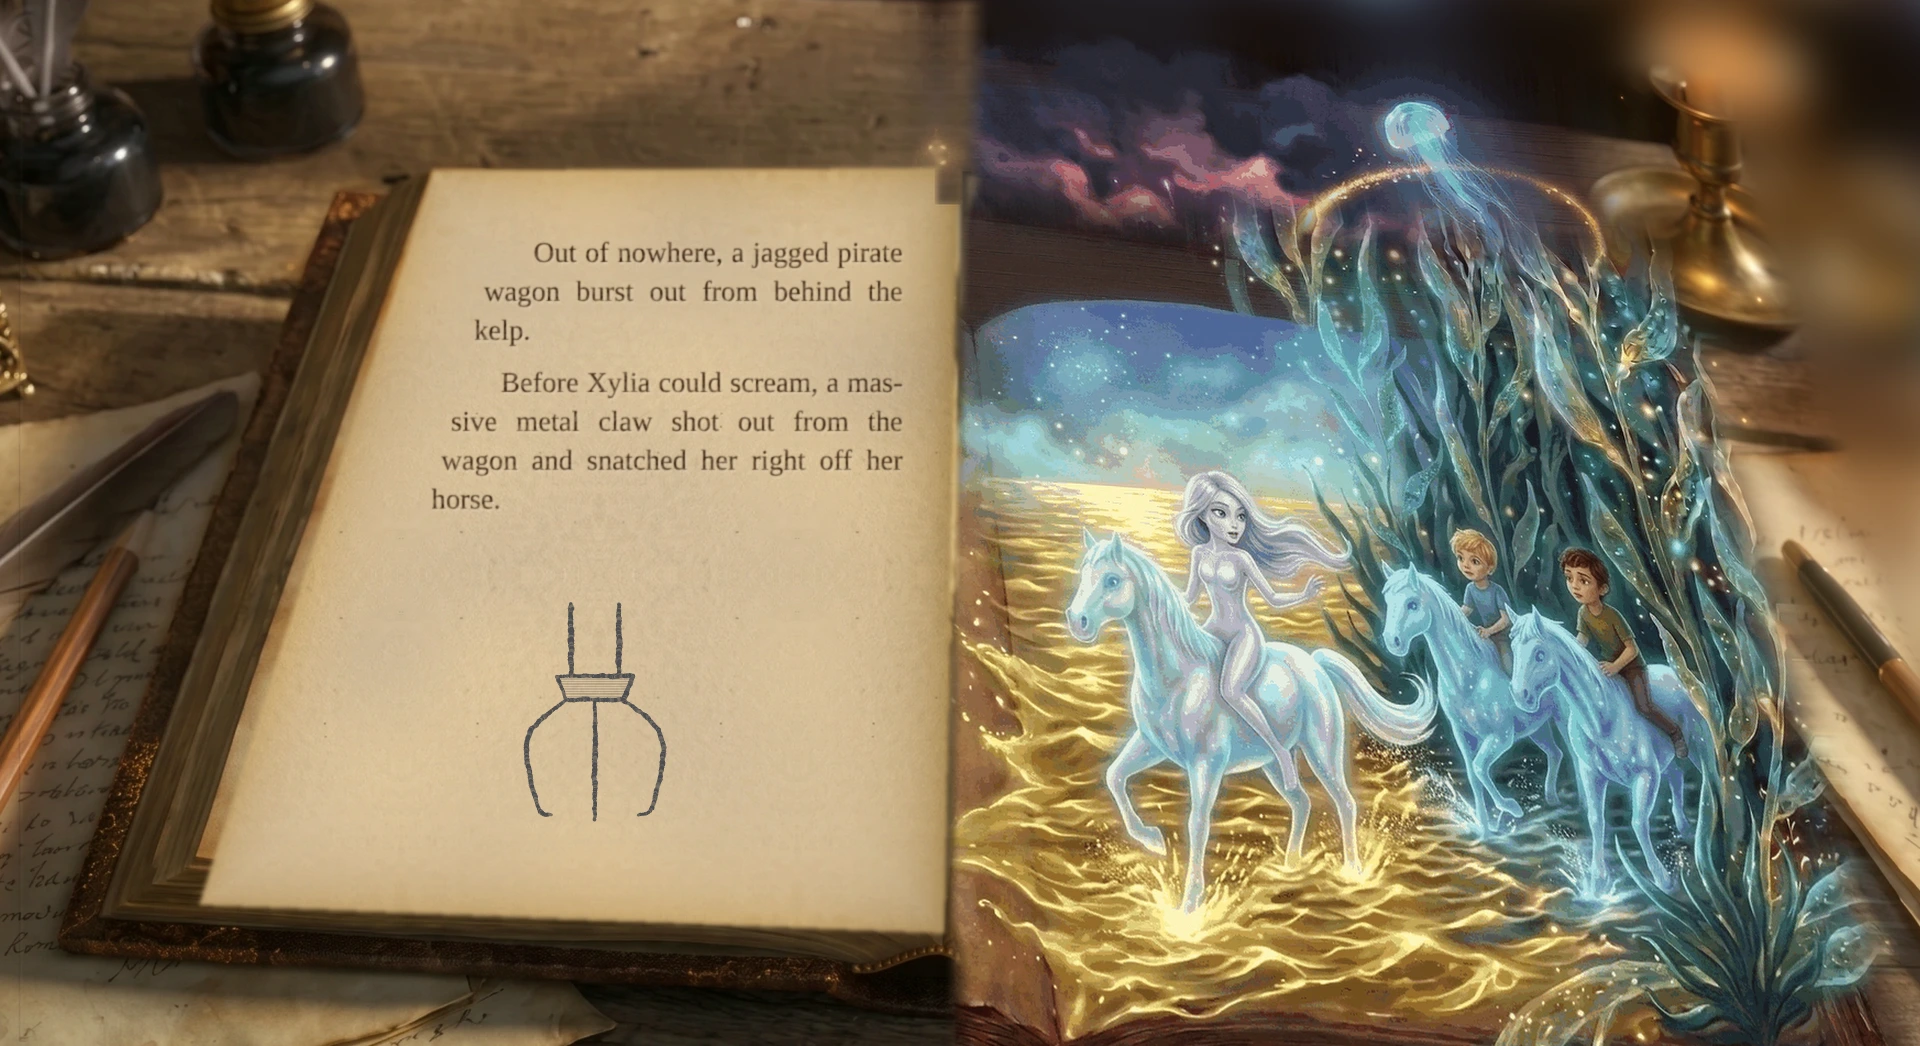 Out of nowhere, a jagged pirate
wagon burst out from behind the
kelp.
Before Xylia could scream, a mas-
sive metal claw shot out from the
wagon and snatched her right off her
horse.